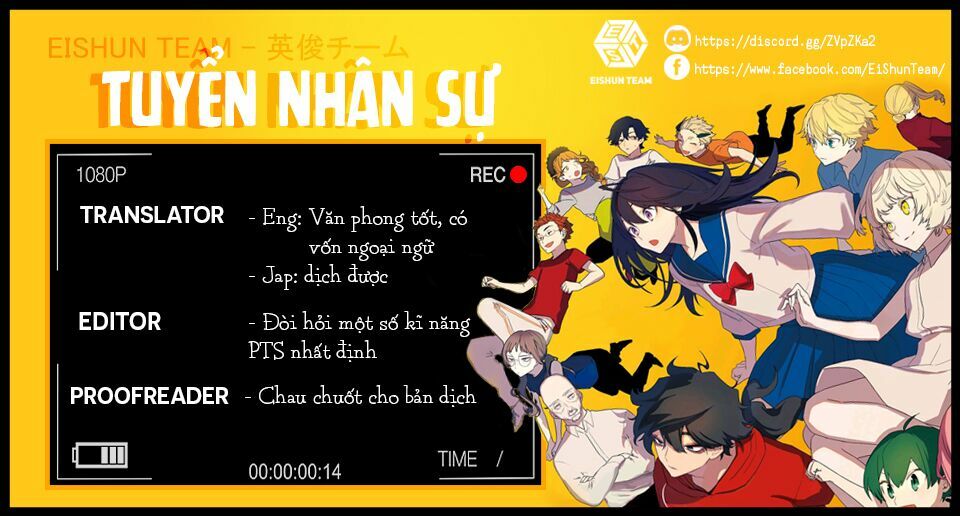 EISHUN TEAM – 英俊チーム
TUYỂN NHÂN SỰ
EISHUN TEAM
https://discord.gg/ZVpZKa2
https://www.facebook.com/EiShunTeam/
1080P
REC
TRANSLATOR - Eng: Văn phong tốt, có
vốn ngoại ngữ
- Jap: dịch được
EDITOR - Đòi hỏi một số kĩ năng
PTS nhất định
PROOFREADER - Chau chuốt cho bản dịch
00:00:00:14
TIME /